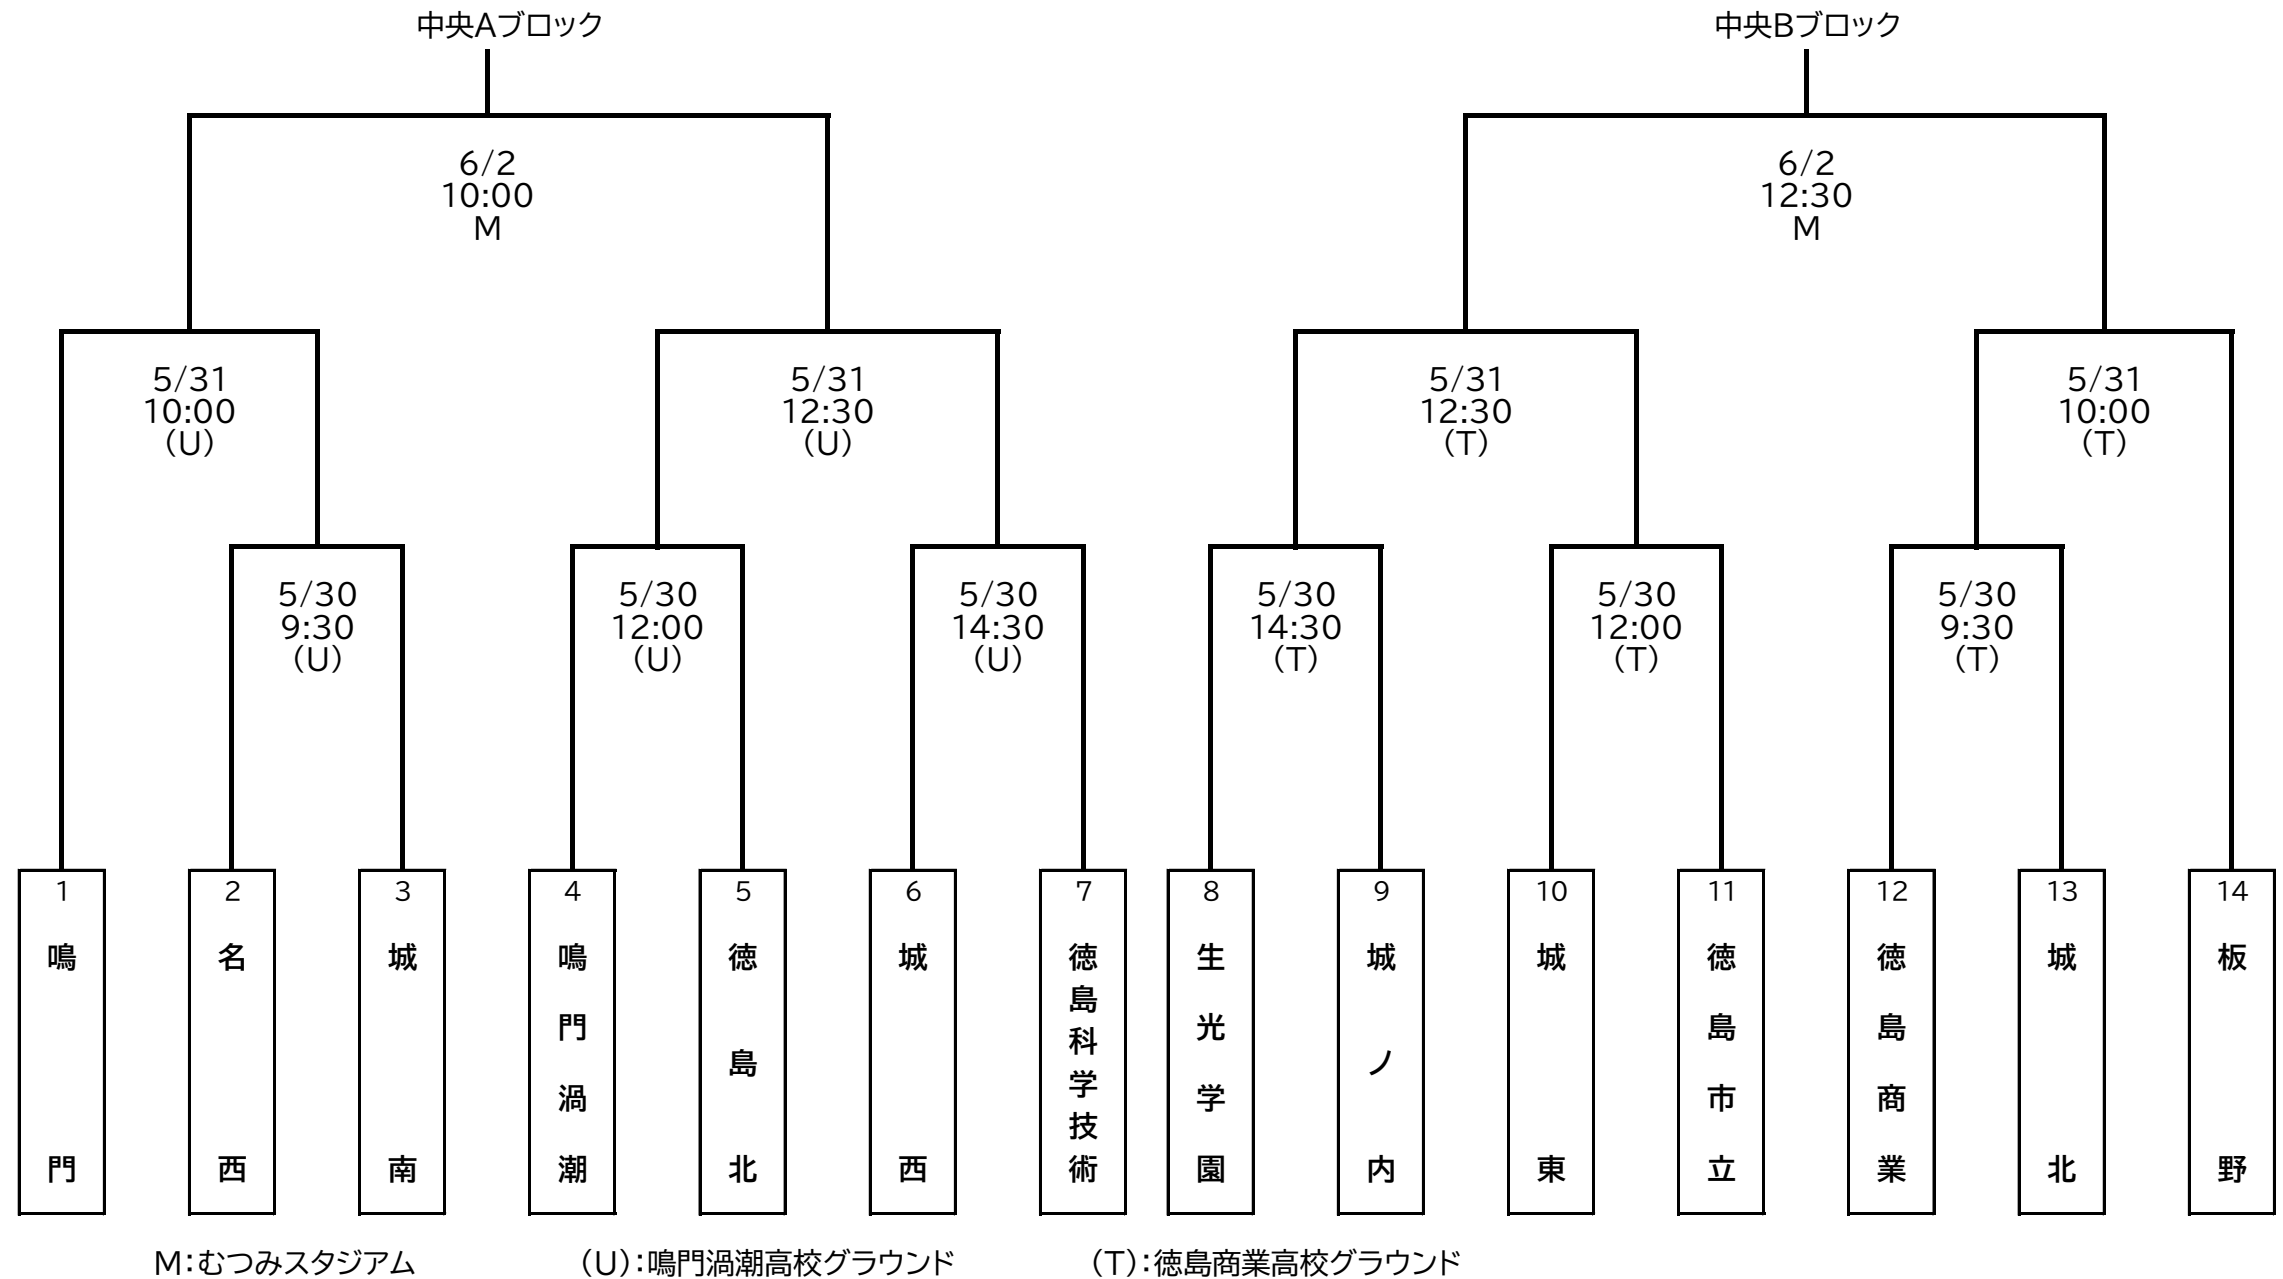 中央Aブロック
中央Bブロック
6/2
10:00
M
6/2
12:30
M
5/31
10:00
(U)
5/31
12:30
(U)
5/31
12:30
(T)
5/31
10:00
(T)
5/30
9:30
(U)
5/30
12:00
(U)
5/30
14:30
(U)
5/30
14:30
(T)
5/30
12:00
(T)
5/30
9:30
(T)
1
鳴門
2
名西
3
城南
4
鳴門渦潮
5
徳島北
6
城西
7
徳島科学技術
8
生光学園
9
城ノ内
10
城東
11
徳島市立
12
徳島商業
13
城北
14
板野
M：むつみスタジアム
(U)：鳴門渦潮高校グラウンド
(T)：徳島商業高校グラウンド